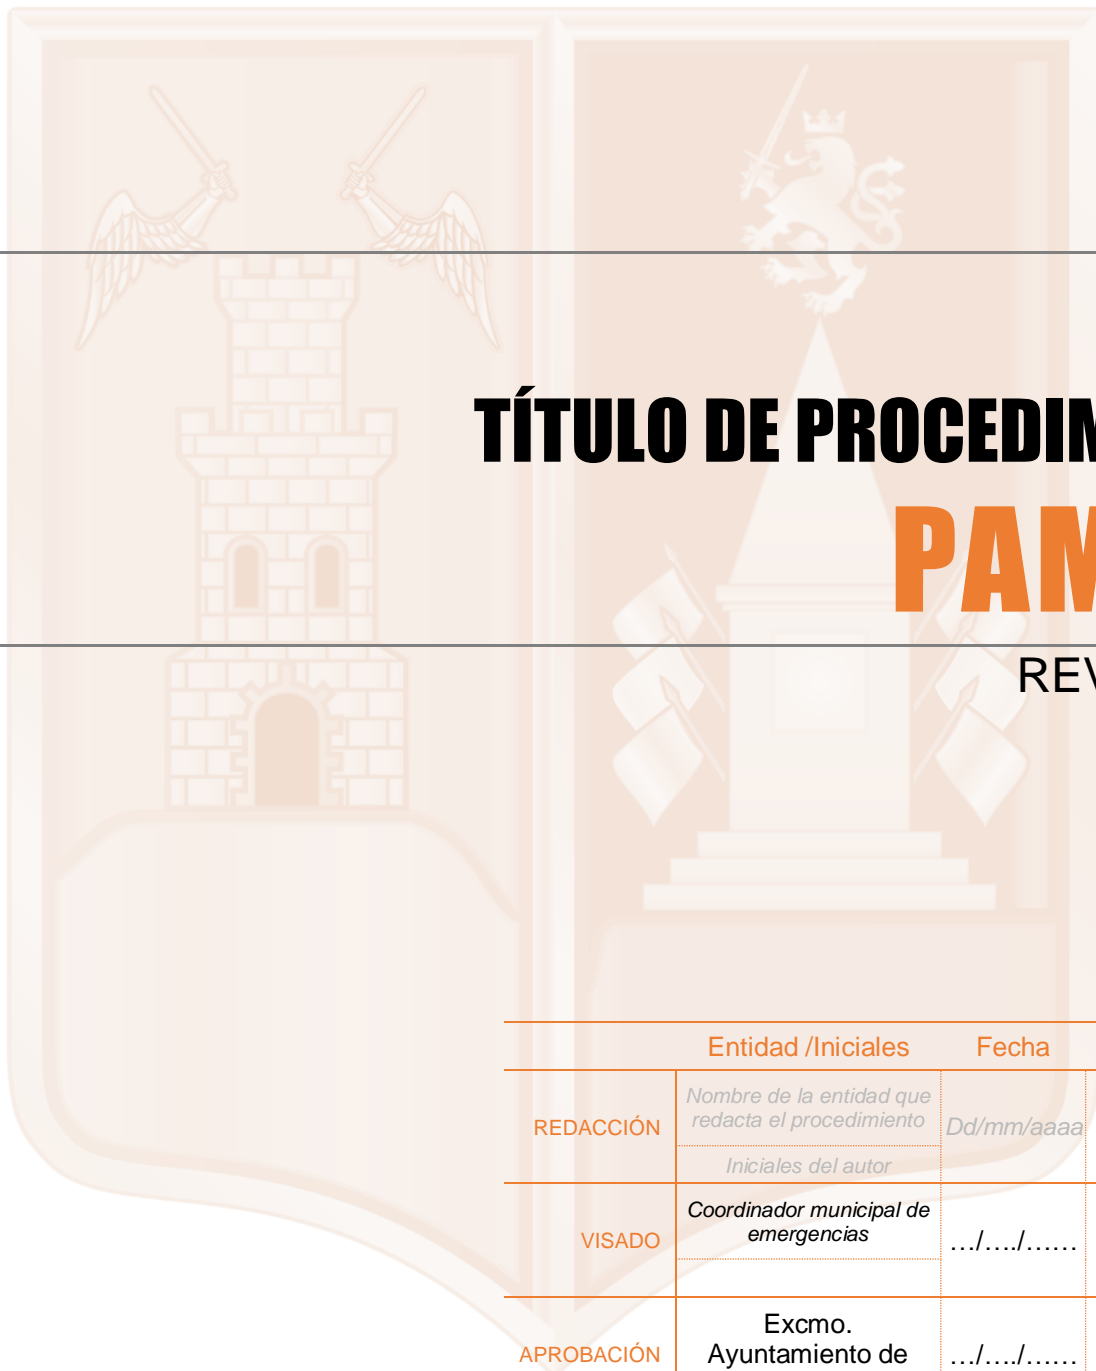 TÍTULO DE PROCEDIM
PAM
REV
Entidad /Iniciales Fecha
REDACCIÓN
Nombre de la entidad que
redacta el procedimiento
Dd/mm/aaaa
Iniciales del autor
VISADO
Coordinador municipal de
emergencias
…/…./……
APROBACIÓN
Excmo.
Ayuntamiento de
…/…./……